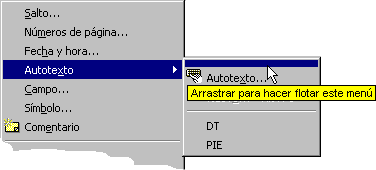 Salto...
Números de página...
Fecha y hora...
Autotexto
Campo...
Símbolo...
Comentario
Autotexto...
Arrastrar para hacer flotar este menú
DT
PIE